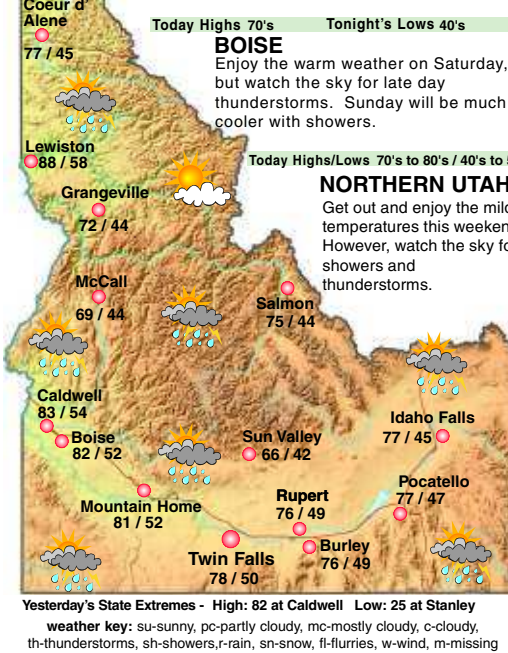 Coeur d'
Alene
77 / 45
Today Highs 70's Tonight's Lows 40's
BOISE
Enjoy the warm weather on Saturday,
but watch the sky for late day
thunderstorms. Sunday will be much
cooler with showers.
Lewiston
88 / 58
Today Highs/Lows 70's to 80's / 40's to
Grangeville
72 / 44
NORTHERN UTAH
Get out and enjoy the
temperatures this
However, watch the sky
showers and
thunderstorms.
McCall
69 / 44
Salmon
75 / 44
Caldwell
83 / 54
Boise
82 / 52
Sun Valley
66 / 42
Idaho Falls
77 / 45
Mountain Home
81 / 52
Rupert
76 / 49
Pocatello
77 / 47
Twin Falls
78 / 50
Burley
76 / 49
Yesterday's State Extremes - High: 82 at Caldwell Low: 25 at Stanley
weather key: su-sunny, pc-partly cloudy, mc-mostly cloudy, c-cloudy,
th-thunderstorms, sh-showers,r-rain, sn-snow, fl-flurries, w-wind, m-missing